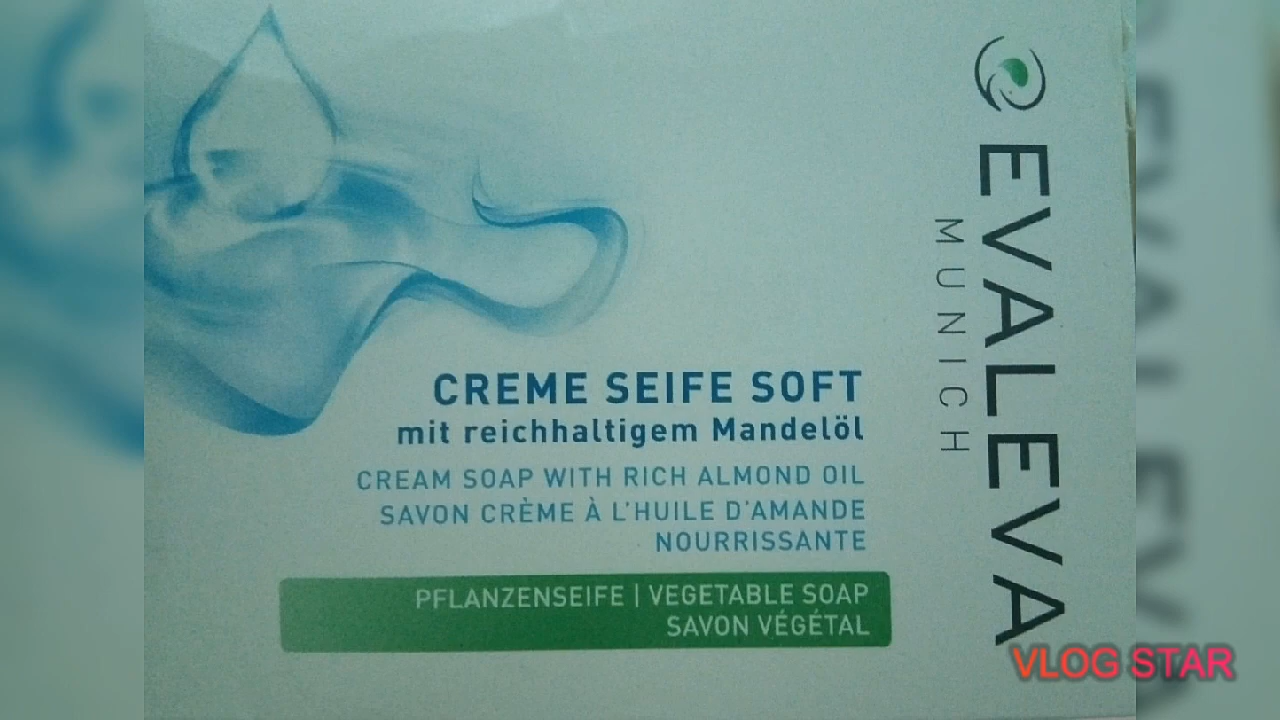 EVALEVA
MUNICH
CREME SEIFE SOFT
mit reichhaltigem Mandelöl
CREAM SOAP WITH RICH ALMOND OIL
SAVON CRÈME À L'HUILE D'AMANDE
NOURRISSANTE
PFLANZENSEIFE | VEGETABLE SOAP
SAVON VÉGÉTAL
VLOG STAR